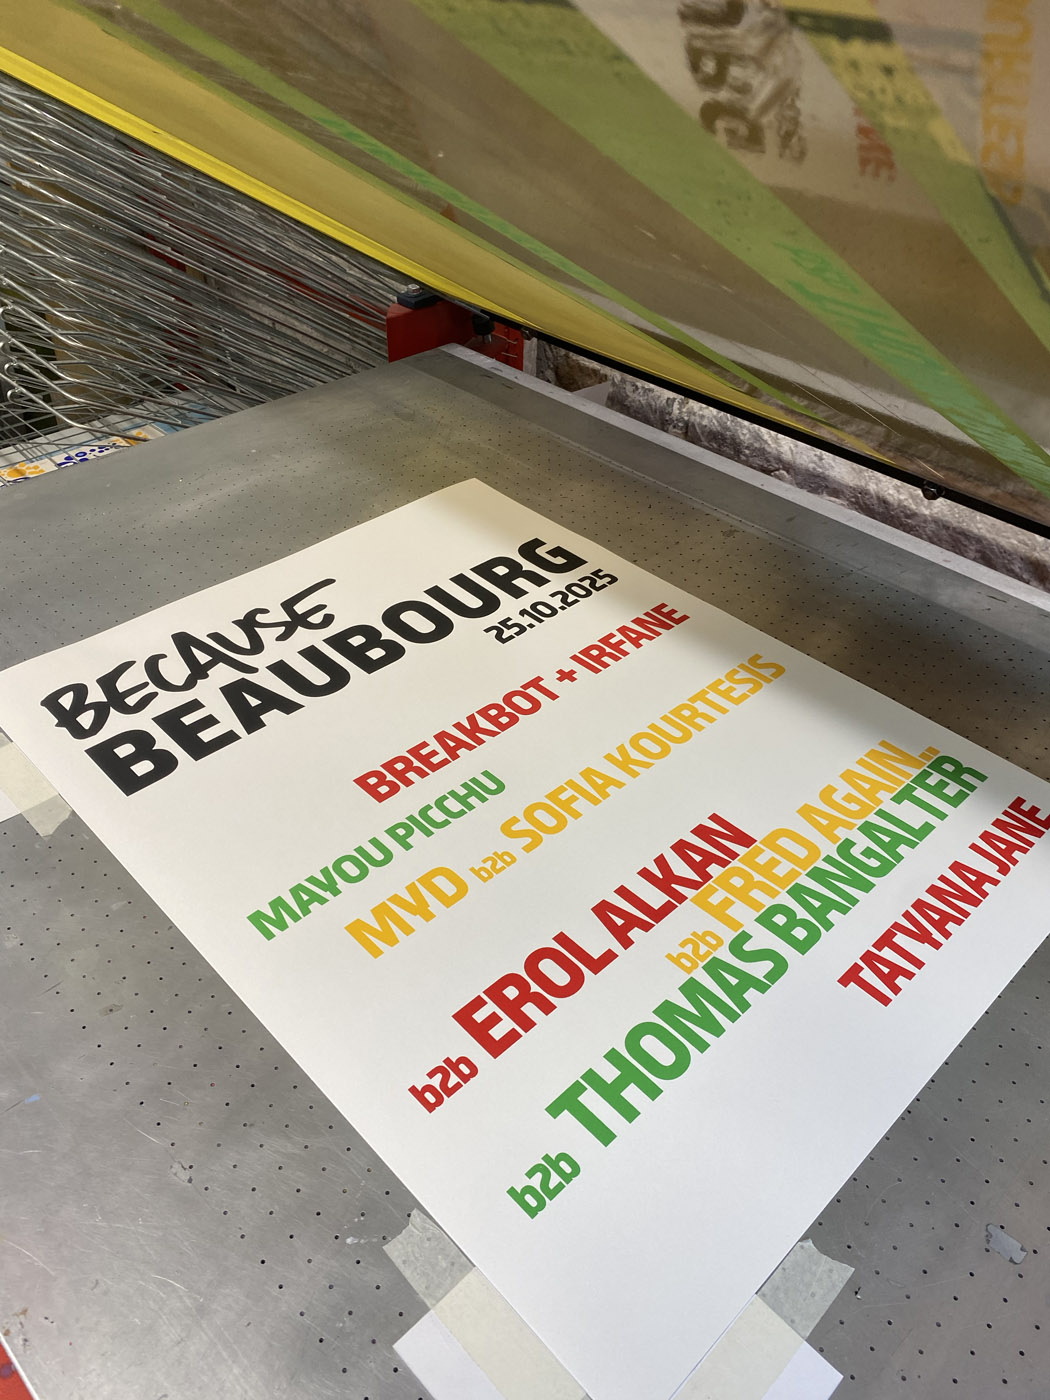 BECAUSE
BEAUBOURG
25.10.2025
BREAKBOT + IRFANE
MAYOU PICCHU
MYD b2b SOFIA KOURTESIS
b2b EROL ALKAN
b2b FRED AGAIN..
b2b THOMAS BANGALTER
TATYANA JANE